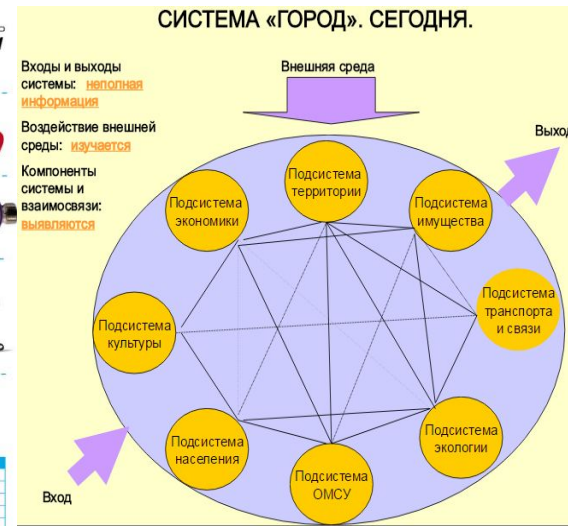 СИСТЕМА «ГОРОД». СЕГОДНЯ.
Входы и выходы
системы: неполная
информация
Воздействие внешней
среды: изучается
Компоненты
системы и
взаимосвязи:
выявляются
Внешняя среда
Выход
Подсистема
территории
Подсистема
экономики
Подсистема
имущества
Подсистема
транспорта
и связи
Подсистема
культуры
Подсистема
экологии
Подсистема
населения
Подсистема
ОМСУ
Вход